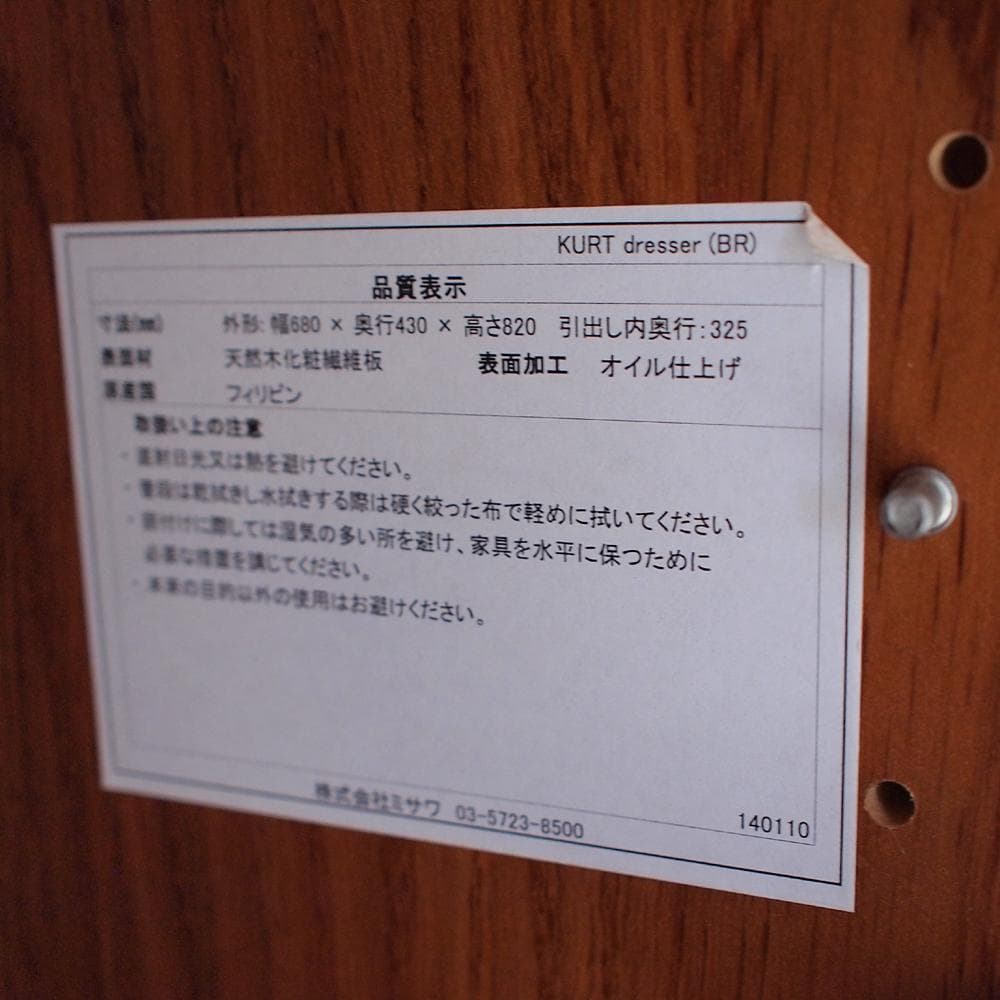 KURT dresser (BR)
品質表示
寸法(mm) 外形: 幅680 × 奥行430 × 高さ820 引出し内奥行: 325
表面材 天然木化粧繊維板 表面加工 オイル仕上げ
原産国 フィリピン
取扱い上の注意
・直射日光又は熱を避けてください。
・普段は乾拭きし水拭きする際は硬く絞った布で軽めに拭いてください。
・据付けに際しては湿気の多い所を避け、家具を水平に保つために
必要な措置を講じてください。
・本来の目的以外の使用はお避けください。
株式会社ミサワ 03-5723-8500
140110